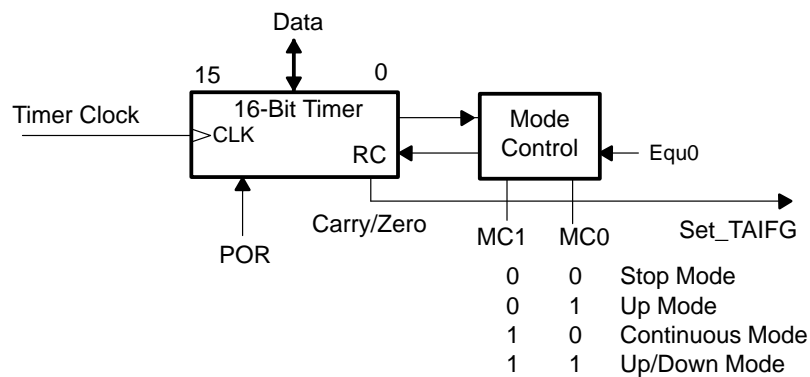 Data
15 0
16-Bit Timer
Timer Clock
CLK
RC
Mode
Control
Equ0
Carry/Zero
POR
MC1 MC0
Set_TAIFG
0 0 Stop Mode
0 1 Up Mode
1 0 Continuous Mode
1 1 Up/Down Mode